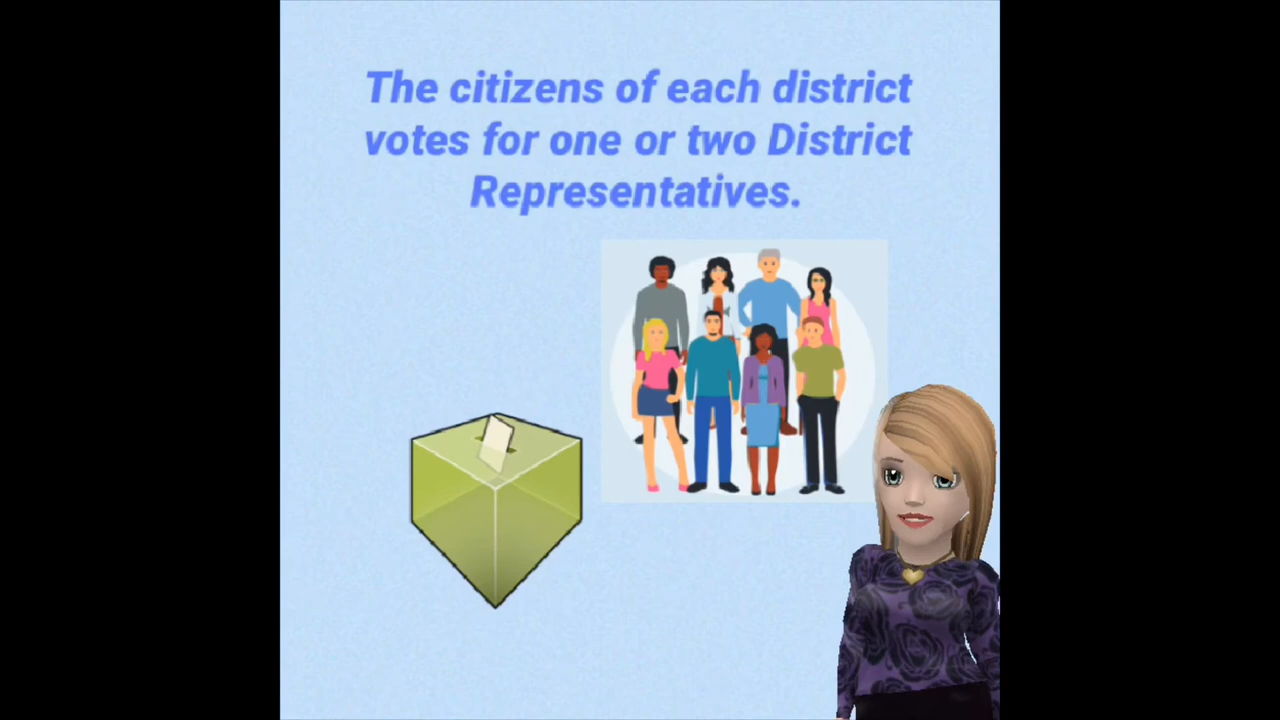 The citizens of each district
votes for one or two District
Representatives.